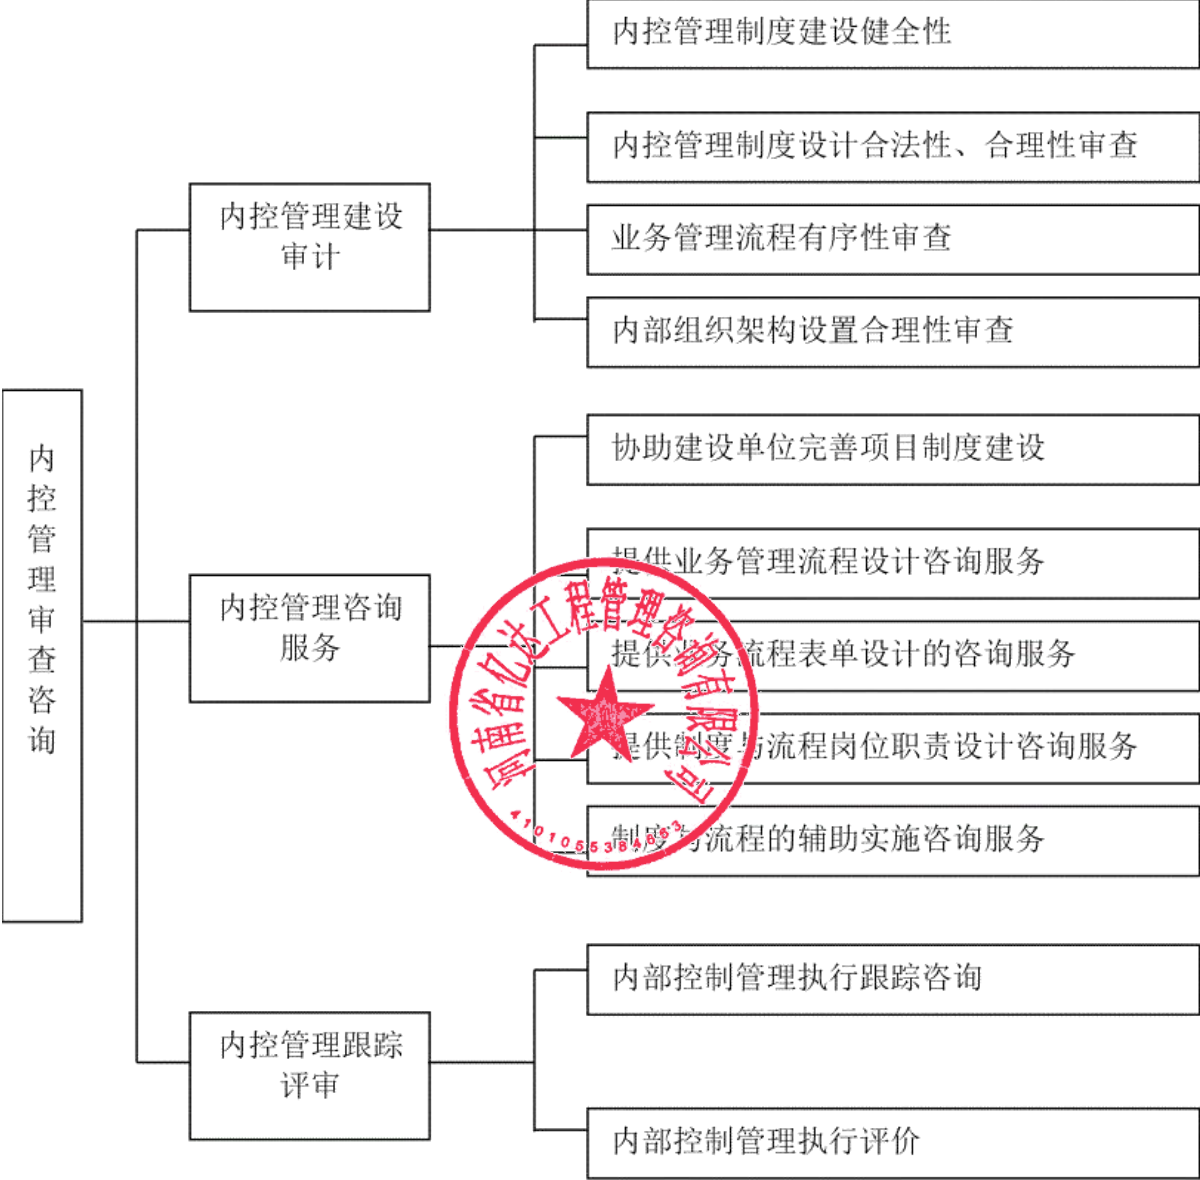 内控管理制度建设健全性
内控管理制度设计合法性、合理性审查
内控管理建设
审计
业务管理流程有序性审查
内部组织架构设置合理性审查
内控管理审查咨询
协助建设单位完善项目制度建设
提供业务管理流程设计咨询服务
内控管理咨询
服务
提供业务流程表单设计的咨询服务
提供制度与流程岗位职责设计咨询服务
制度与流程的辅助实施咨询服务
河南省亿达工程管理咨询有限公司
4101055384653
内部控制管理执行跟踪咨询
内控管理跟踪
评审
内部控制管理执行评价